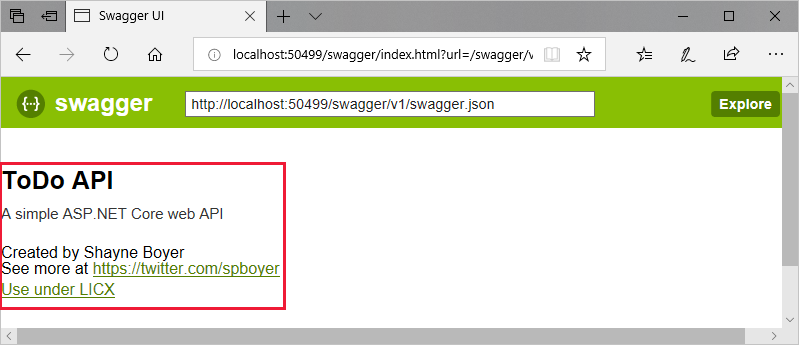 Swagger UI
localhost:50499/swagger/index.html?url=/swagger/v
swagger
http://localhost:50499/swagger/v1/swagger.json
Explore
ToDo API
A simple ASP.NET Core web API
Created by Shayne Boyer
See more at https://twitter.com/spboyer
Use under LICX